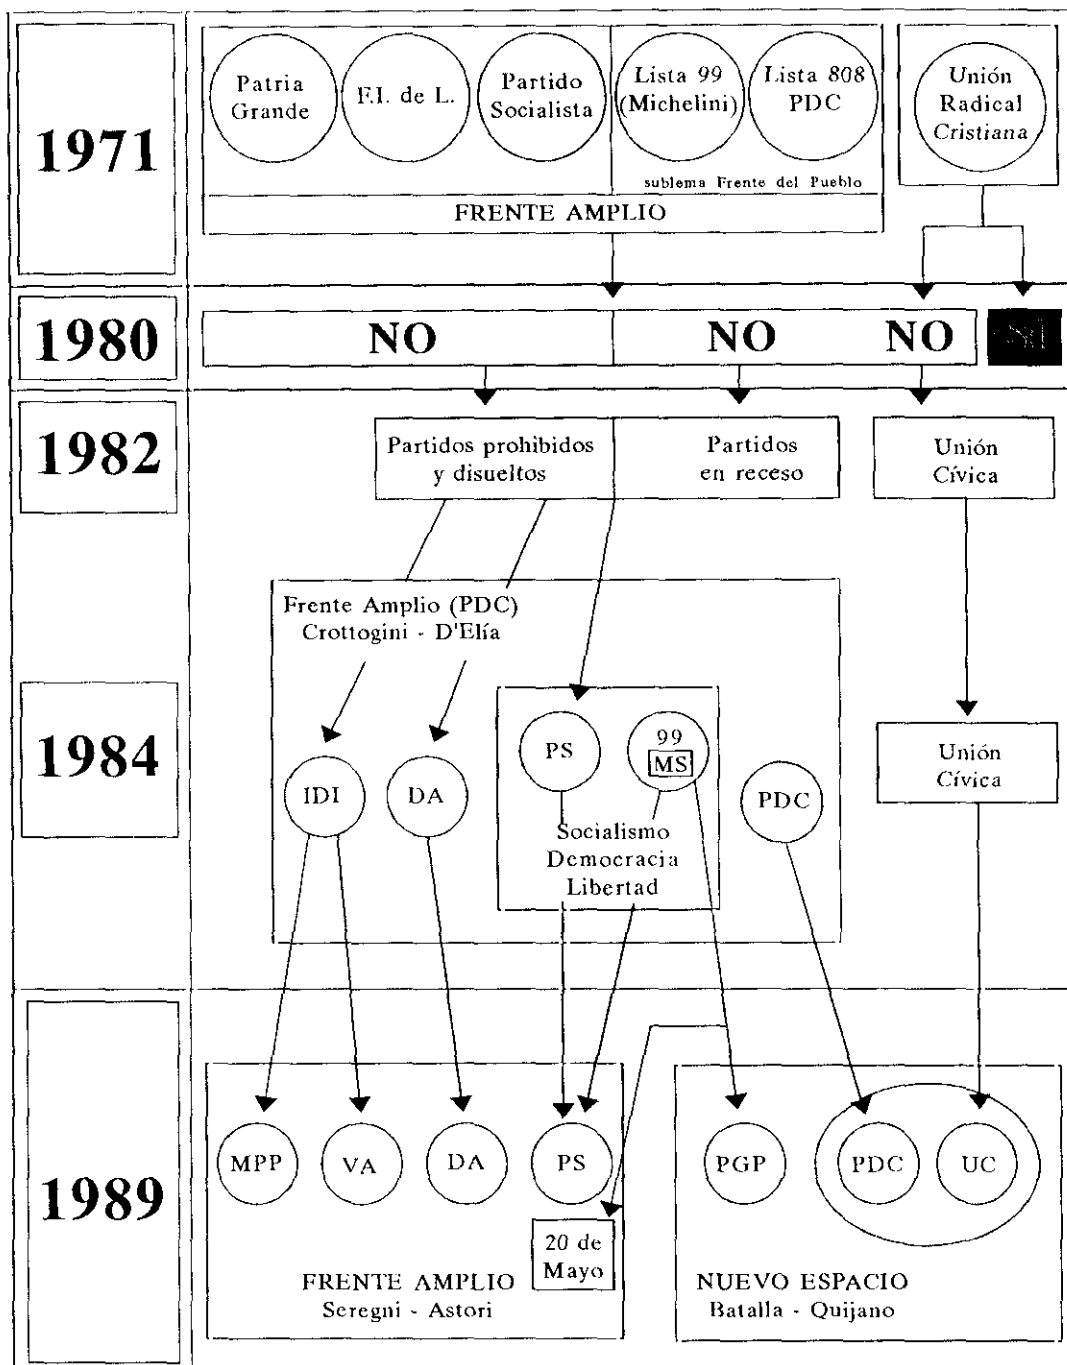 1971
Patria
Grande
F.I. de L.
Partido
Socialista
Lista 99
(Michelini)
Lista 808
PDC
sublema Frente del Pueblo
FRENTE AMPLIO
Unión
Radical
Cristiana
1980
NO
NO
NO
SI
1982
Partidos prohibidos
y disueltos
Partidos
en receso
Unión
Cívica
1984
Frente Amplio (PDC)
Crottogini - D'Elía
IDI
DA
PS
99
MS
Socialismo
Democracia
Libertad
PDC
Unión
Cívica
1989
MPP
VA
DA
PS
20 de
Mayo
FRENTE AMPLIO
Seregni - Astori
PGP
PDC
UC
NUEVO ESPACIO
Batalla - Quijano